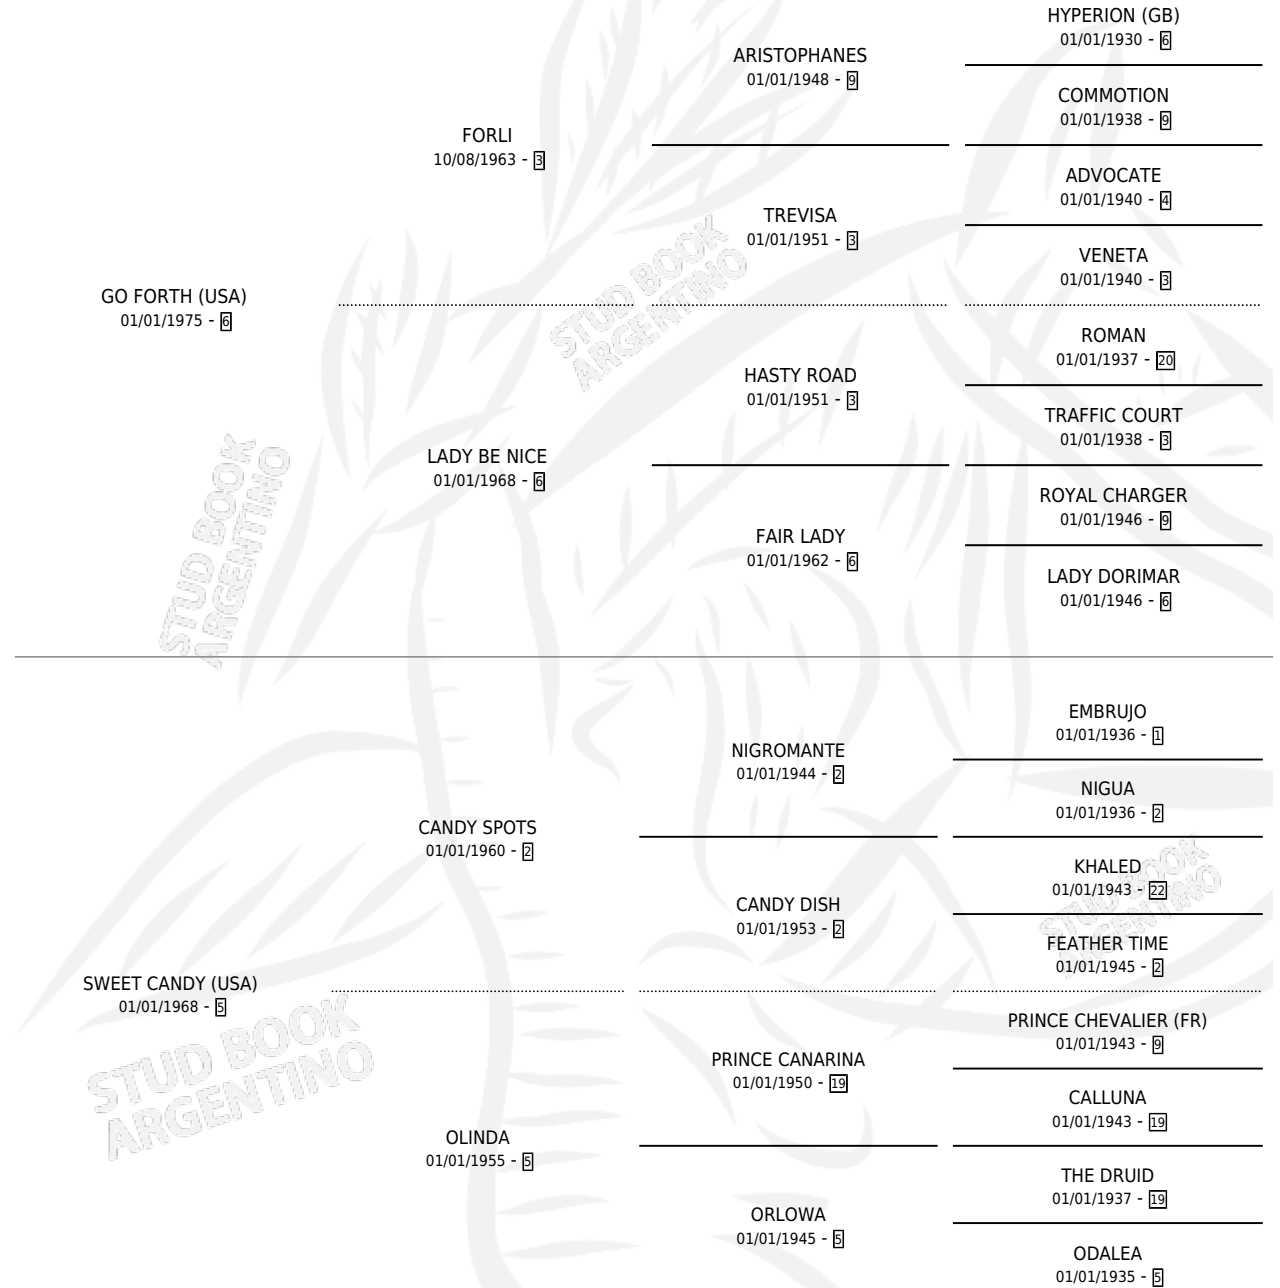 HYPERION (GB)
01/01/1930 - 6
ARISTOPHANES
01/01/1948 - 9
COMMOTION
01/01/1938 - 9
FORLI
10/08/1963 - 3
ADVOCATE
01/01/1940 - 4
TREVISA
01/01/1951 - 3
VENETA
01/01/1940 - 3
GO FORTH (USA)
01/01/1975 - 6
ROMAN
01/01/1937 - 20
HASTY ROAD
01/01/1951 - 3
TRAFFIC COURT
01/01/1938 - 3
LADY BE NICE
01/01/1968 - 6
ROYAL CHARGER
01/01/1946 - 9
FAIR LADY
01/01/1962 - 6
LADY DORIMAR
01/01/1946 - 6
EMBRUJO
01/01/1936 - 1
NIGROMANTE
01/01/1944 - 2
NIGUA
01/01/1936 - 2
CANDY SPOTS
01/01/1960 - 2
KHALED
01/01/1943 - 22
CANDY DISH
01/01/1953 - 2
FEATHER TIME
01/01/1945 - 2
SWEET CANDY (USA)
01/01/1968 - 5
PRINCE CHEVALIER (FR)
01/01/1943 - 9
PRINCE CANARINA
01/01/1950 - 19
CALLUNA
01/01/1943 - 19
OLINDA
01/01/1955 - 5
THE DRUID
01/01/1937 - 19
ORLOWA
01/01/1945 - 5
ODALEA
01/01/1935 - 5
STUD BOOK
ARGENTINO
STUD BOOK
ARGENTINO
STUD BOOK
ARGENTINO
STUD BOOK
ARGENTINO